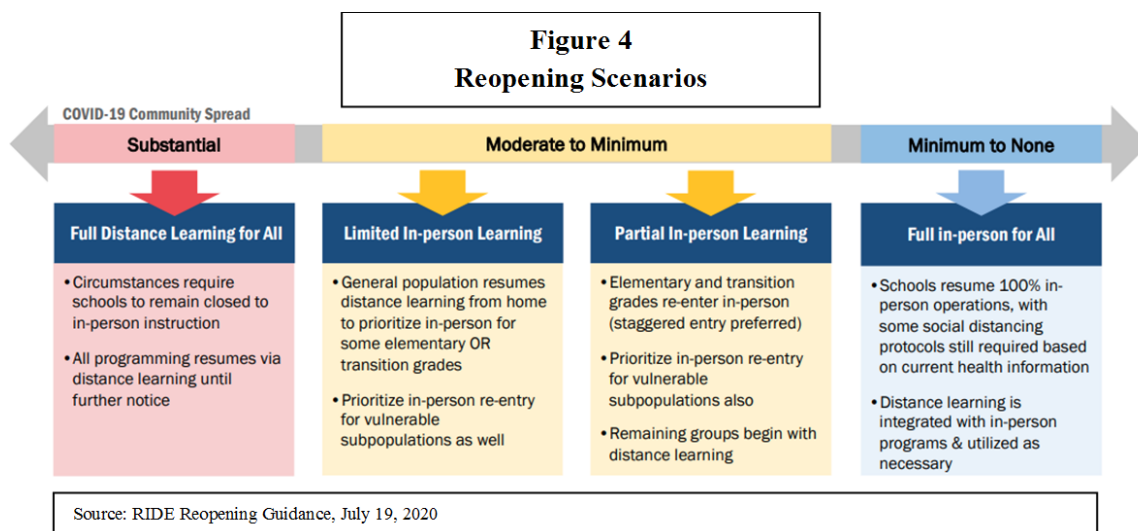 Figure 4
Reopening Scenarios
COVID-19 Community Spread
Substantial
Moderate to Minimum
Minimum to None
Full Distance Learning for All
• Circumstances require
schools to remain closed to
in-person instruction
• All programming resumes via
distance learning until
further notice
Limited In-person Learning
• General population resumes
distance learning from home
to prioritize in-person for
some elementary OR
transition grades
• Prioritize in-person re-entry
for vulnerable
subpopulations as well
Partial In-person Learning
• Elementary and transition
grades re-enter in-person
(staggered entry preferred)
• Prioritize in-person re-entry
for vulnerable
subpopulations also
• Remaining groups begin with
distance learning
Full in-person for All
• Schools resume 100% in-
person operations, with
some social distancing
protocols still required based
on current health information
• Distance learning is
integrated with in-person
programs & utilized as
necessary
Source: RIDE Reopening Guidance, July 19, 2020